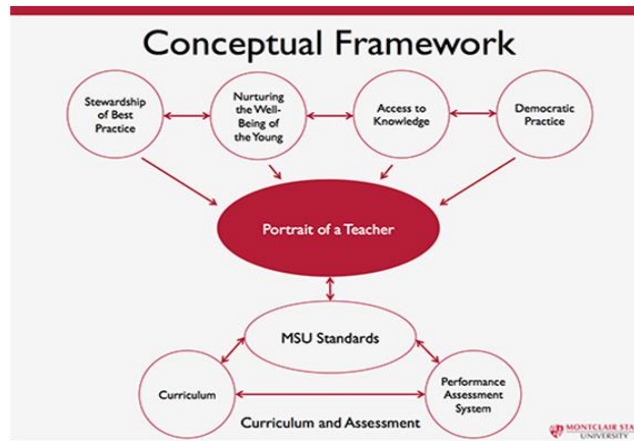 Conceptual Framework
Stewardship
of Best
Practice
Nurturing
the Well-
Being of
the Young
Access to
Knowledge
Democratic
Practice
Portrait of a Teacher
MSU Standards
Curriculum
Performance
Assessment
System
Curriculum and Assessment
MONTCLAIR STA
UNIVERSITY